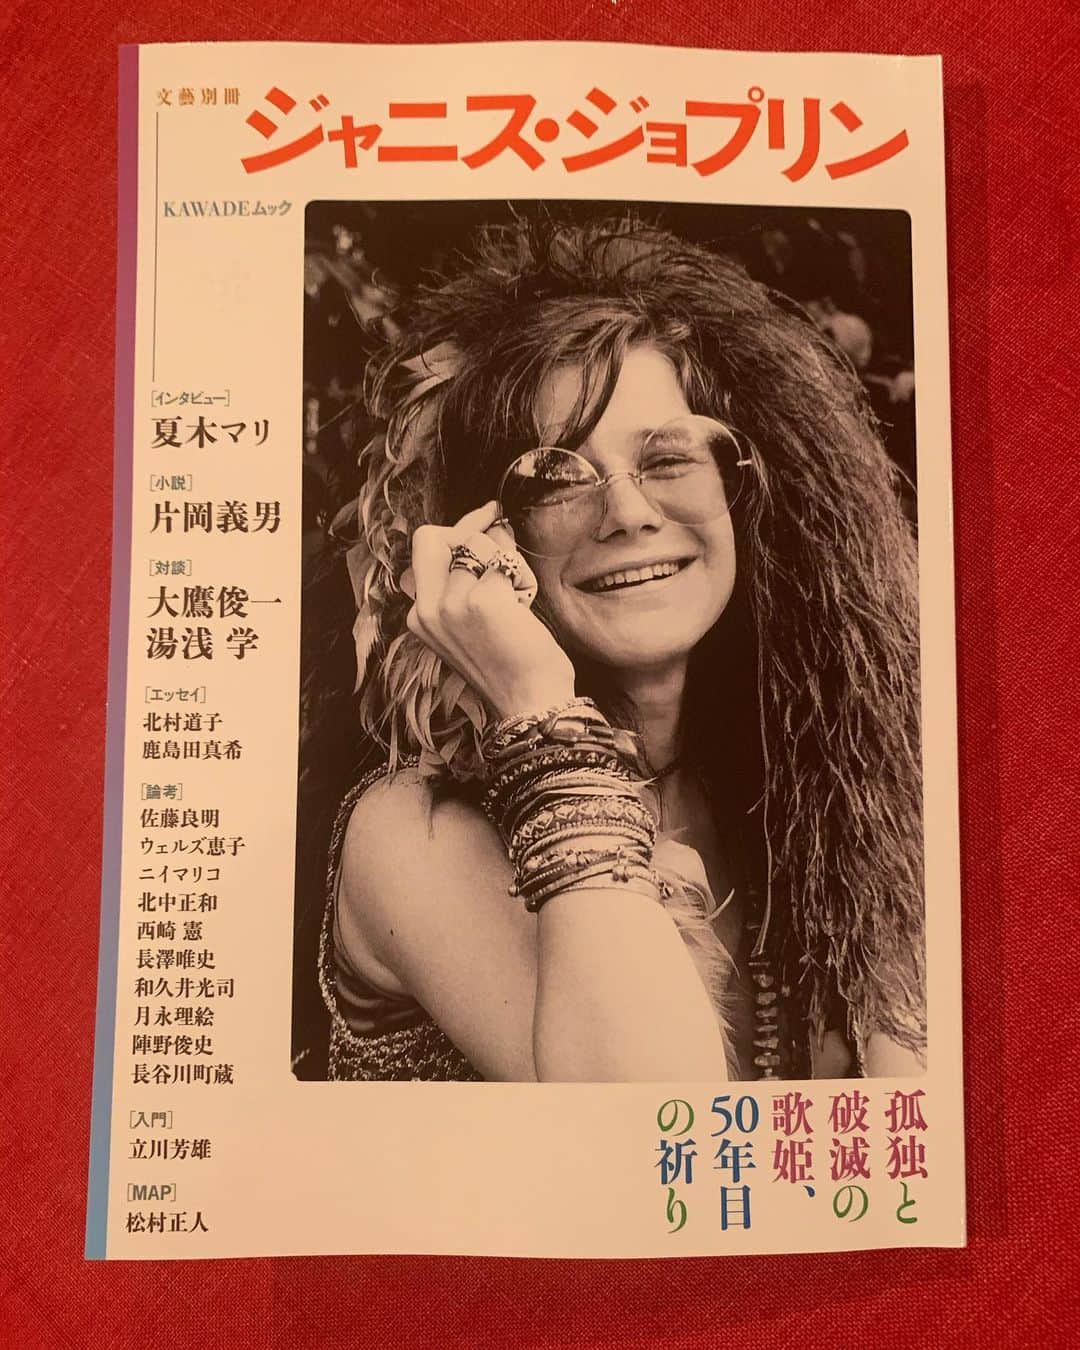 文藝別冊
ジャニス・ジョプリン
KAWADEムック
[インタビュー]
夏木マリ
[小説]
片岡義男
[対談]
大鷹俊一
湯浅 学
[エッセイ]
北村道子
鹿島田真希
[論考]
佐藤良明
ウェルズ恵子
ニイマリコ
北中正和
西崎 憲
長澤唯史
和久井光司
月永理絵
陣野俊史
長谷川町蔵
[入門]
立川芳雄
[MAP]
松村正人
孤独と
破滅の
歌姫、
50年目
の祈り